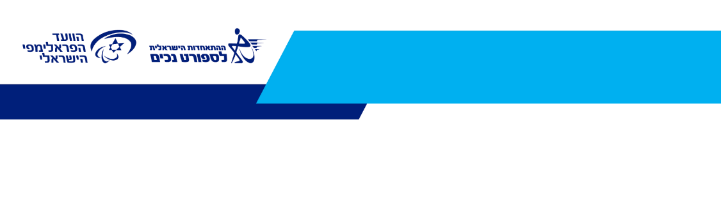 ההתאחדות הישראלית
לספורט נכים
הוועד
הפראלימפי
הישראלי